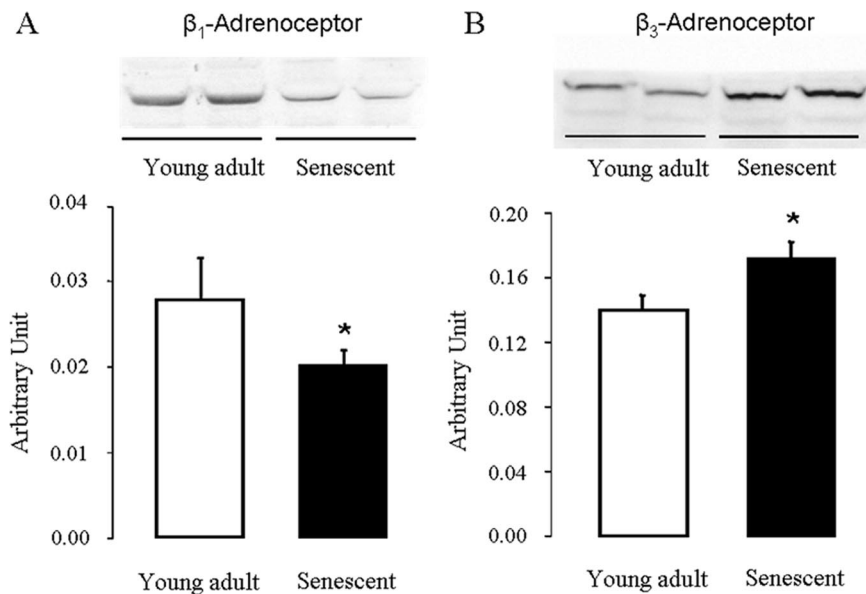 A
β₁-Adrenoceptor
Young adult
Senescent
0.04
0.03
0.02
0.01
0.00
Arbitrary Unit
*
Young adult
Senescent
B
β₃-Adrenoceptor
Young adult
Senescent
0.20
0.16
0.12
0.08
0.04
0.00
Arbitrary Unit
*
Young adult
Senescent